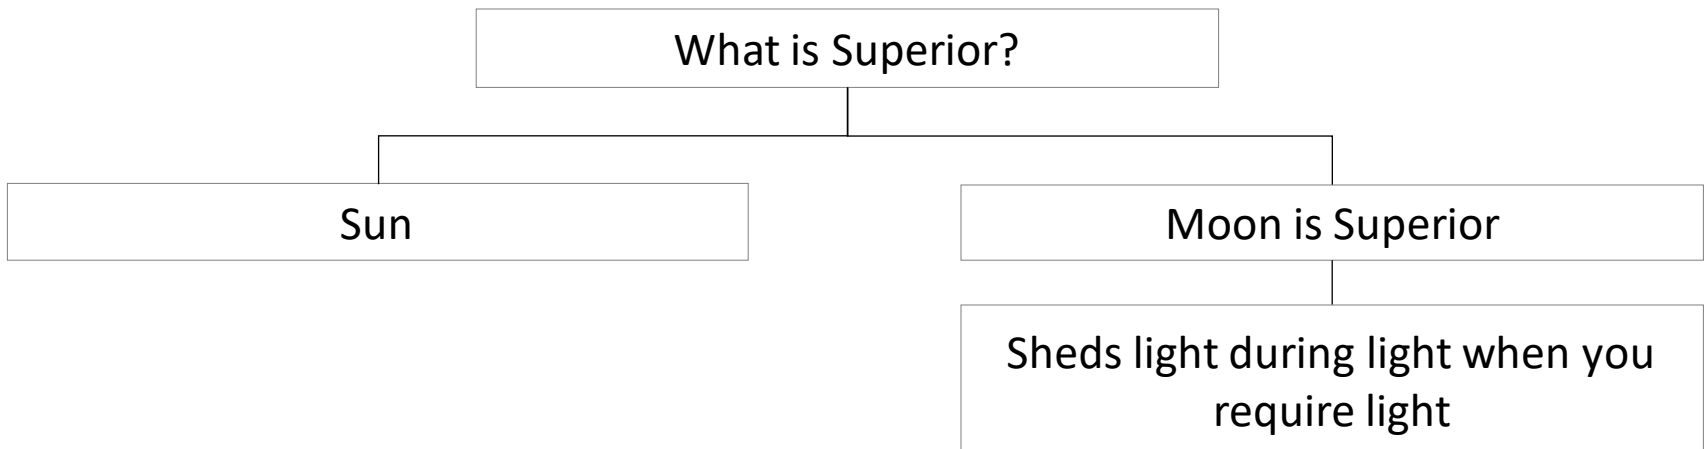 What is Superior?
Sun
Moon is Superior
Sheds light during light when you
require light